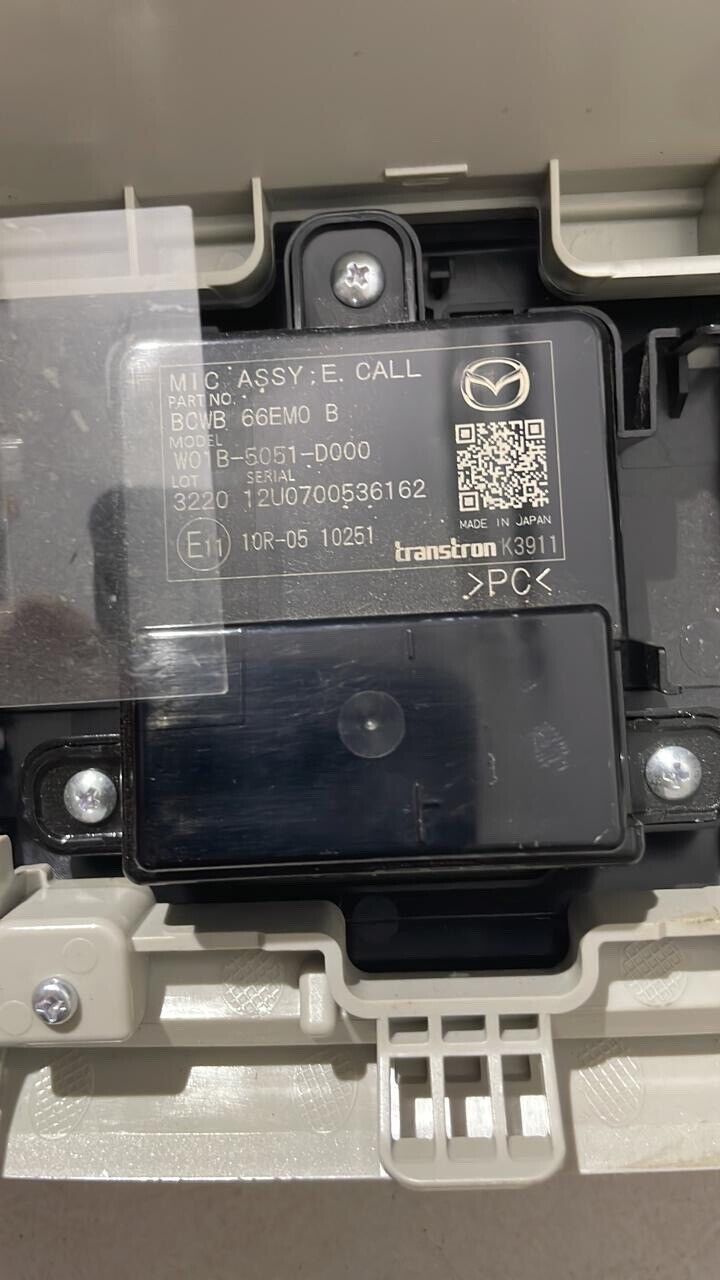 MIC ASSY;E. CALL
PART NO.
BCWB 66EM0 B
MODEL
W01B-5051-D000
LOT SERIAL
3220 12U0700536162
MADE IN JAPAN
E11 10R-05 10251
transtron K3911
>PC<